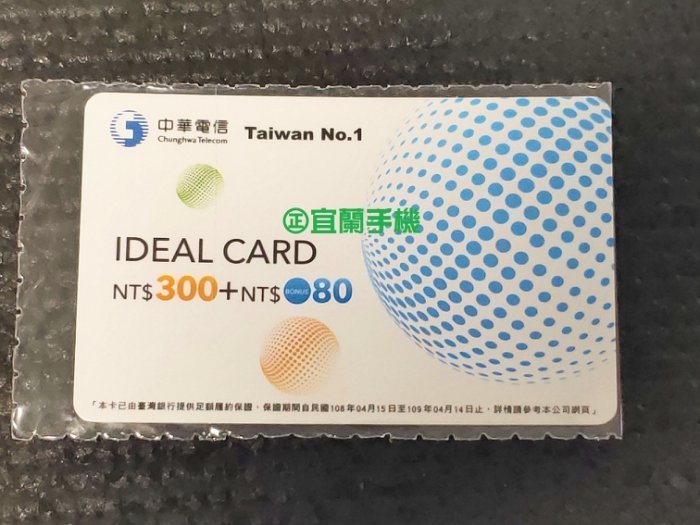 中華電信 Taiwan No.1
Chunghwa Telecom
㊣宜蘭手機
IDEAL CARD
NT$300+NT$BONUS80
「本卡已由臺灣銀行提供足額履約保證,保證期間自民國108年04月15日至109年04月14日止,詳情請參考本公司網頁」